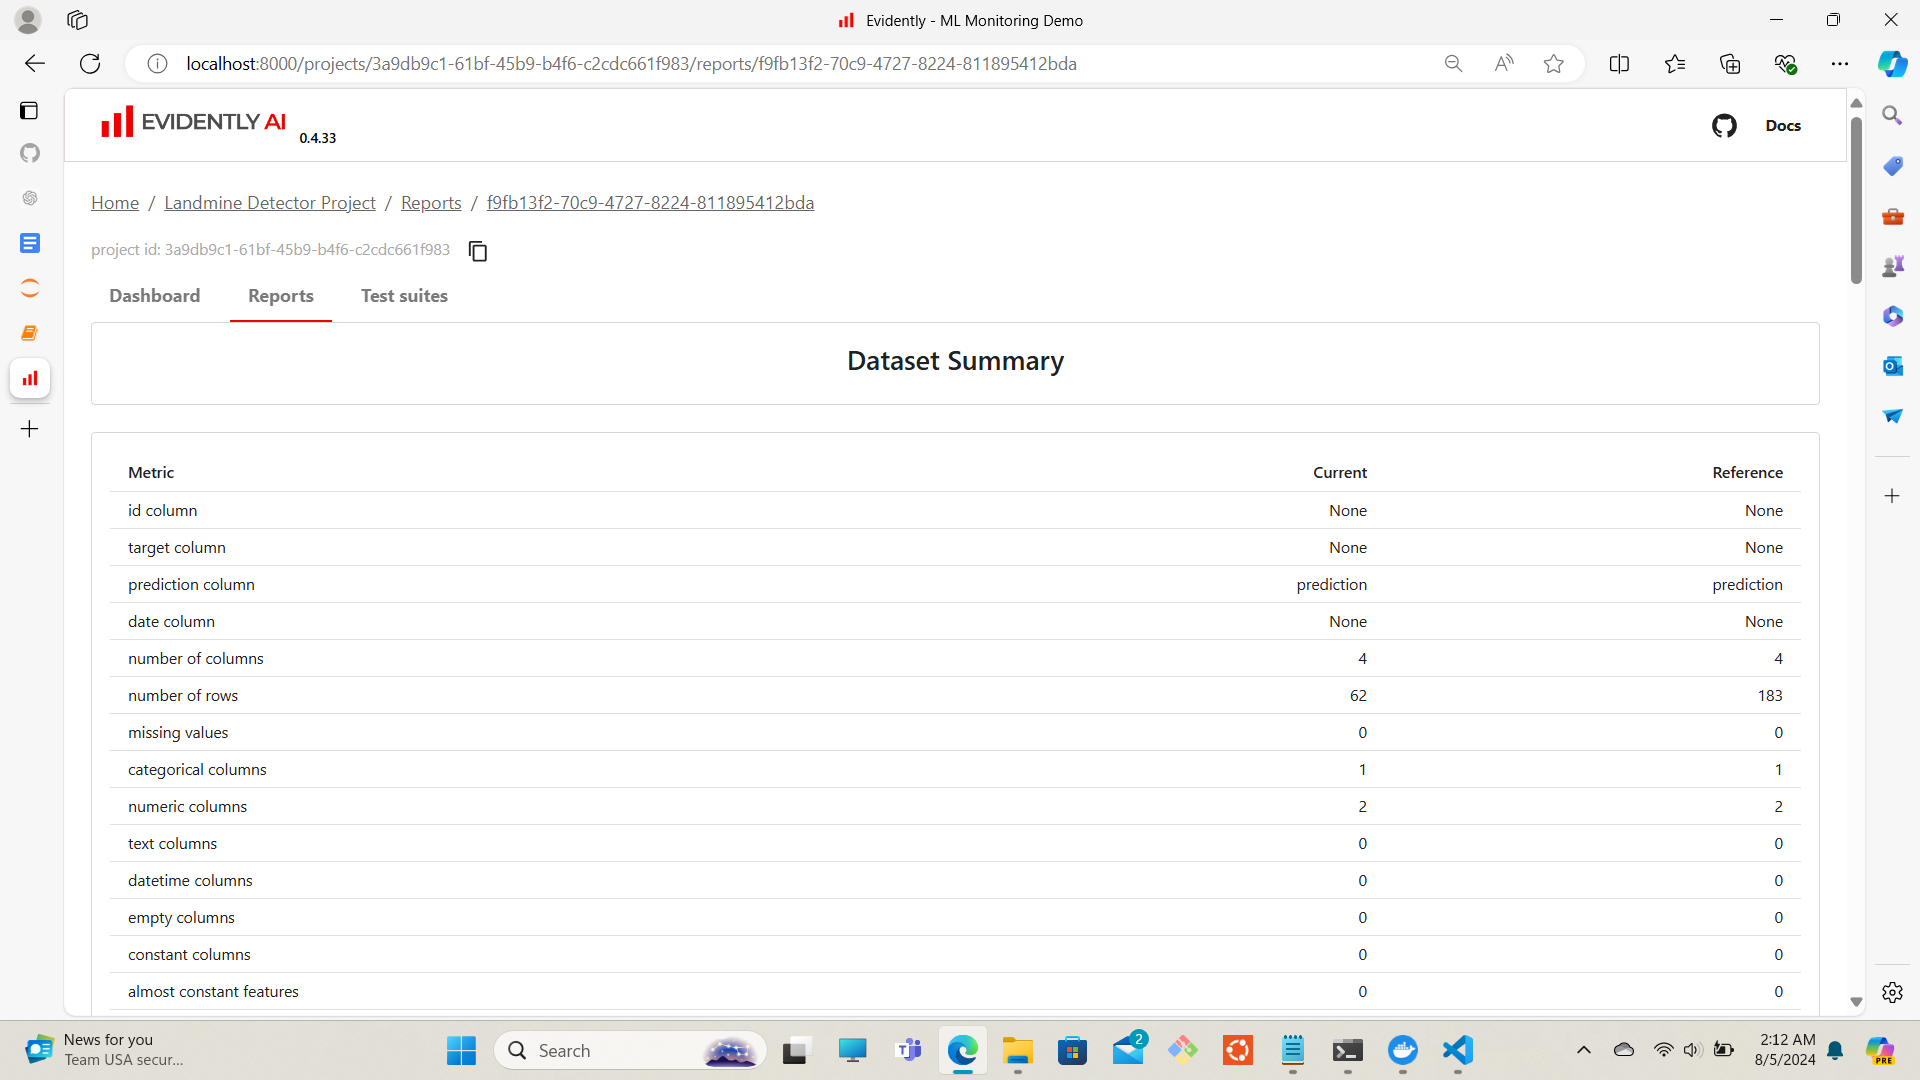 Evidently - ML Monitoring Demo
localhost:8000/projects/3a9db9c1-61bf-45b9-b4f6-c2cdc661f983/reports/f9fb13f2-70c9-4727-8224-811895412bda
EVIDENTLY AI 0.4.33 Docs
Home / Landmine Detector Project / Reports / f9fb13f2-70c9-4727-8224-811895412bda
project id: 3a9db9c1-61bf-45b9-b4f6-c2cdc661f983
Dashboard Reports Test suites
Dataset Summary
Metric Current Reference
id column None None
target column None None
prediction column prediction prediction
date column None None
number of columns 4 4
number of rows 62 183
missing values 0 0
categorical columns 1 1
numeric columns 2 2
text columns 0 0
datetime columns 0 0
empty columns 0 0
constant columns 0 0
almost constant features 0 0
News for you
Team USA secur...
Search
2
2:12 AM
8/5/2024
PRE